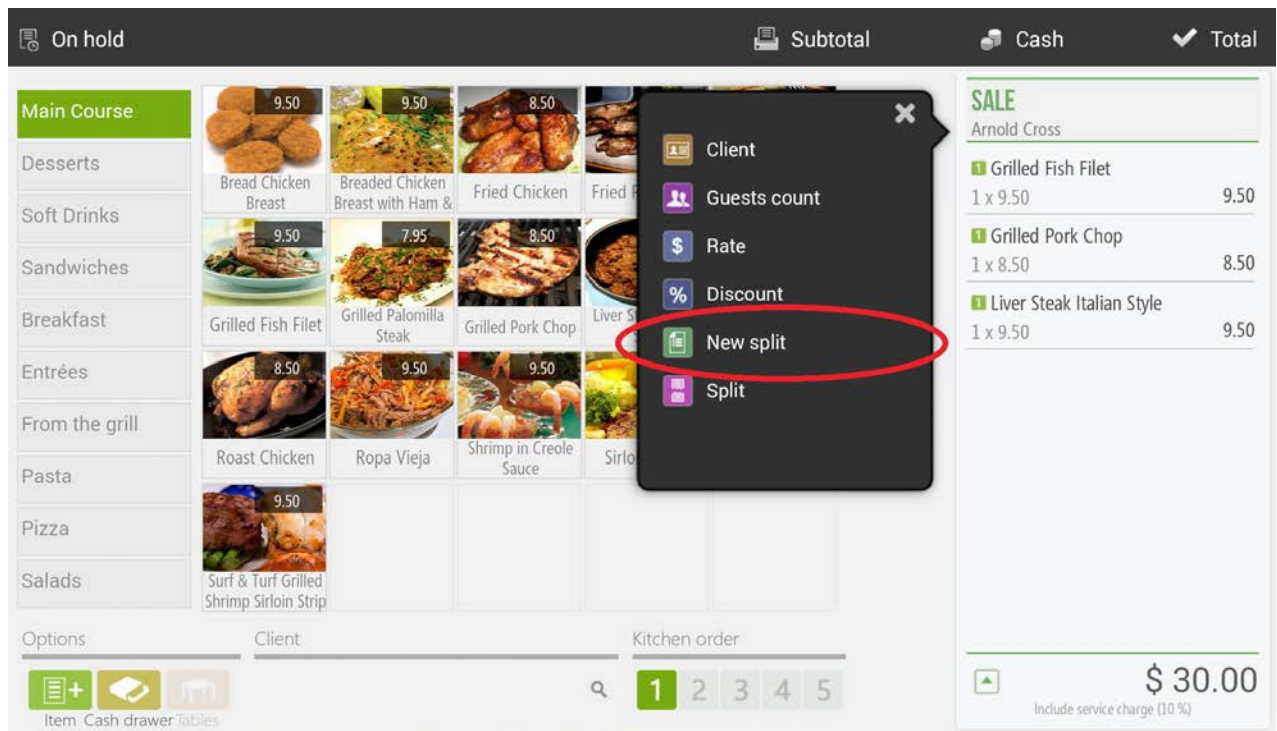 On hold
Subtotal
Cash
Total
Main Course
Desserts
Soft Drinks
Sandwiches
Breakfast
Entrées
From the grill
Pasta
Pizza
Salads
9.50
9.50
8.50
Bread Chicken
Breast
Breaded Chicken
Breast with Ham &
Fried Chicken
Fried
9.50
7.95
8.50
Grilled Fish Filet
Grilled Palomilla
Steak
Grilled Pork Chop
Liver
8.50
9.50
9.50
Roast Chicken
Ropa Vieja
Shrimp in Creole
Sauce
9.50
Surf & Turf Grilled
Shrimp Sirloin Strip
Client
Guests count
$ Rate
% Discount
New split
Split
SALE
Arnold Cross
1 Grilled Fish Filet
1 x 9.50 9.50
1 Grilled Pork Chop
1 x 8.50 8.50
1 Liver Steak Italian Style
1 x 9.50 9.50
Options
Client
Kitchen order
Item
Cash drawer
Tables
1 2 3 4 5
$ 30.00
Include service charge (10 %)